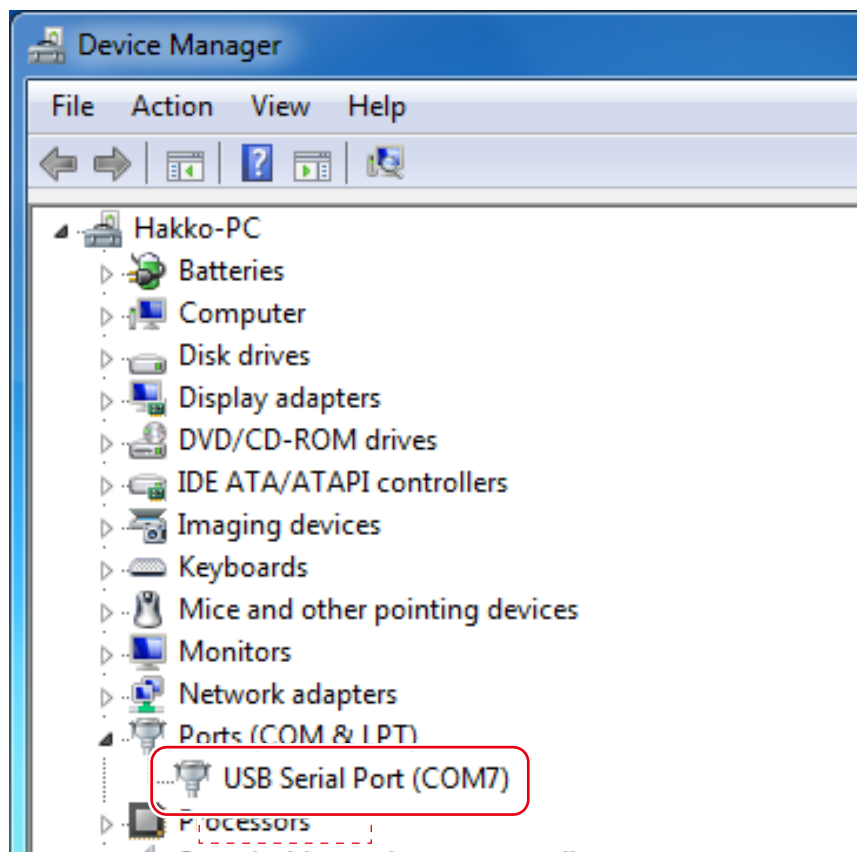 Device Manager
File Action View Help
Hakko-PC
Batteries
Computer
Disk drives
Display adapters
DVD/CD-ROM drives
IDE ATA/ATAPI controllers
Imaging devices
Keyboards
Mice and other pointing devices
Monitors
Network adapters
Ports (COM & LPT)
USB Serial Port (COM7)
Processors